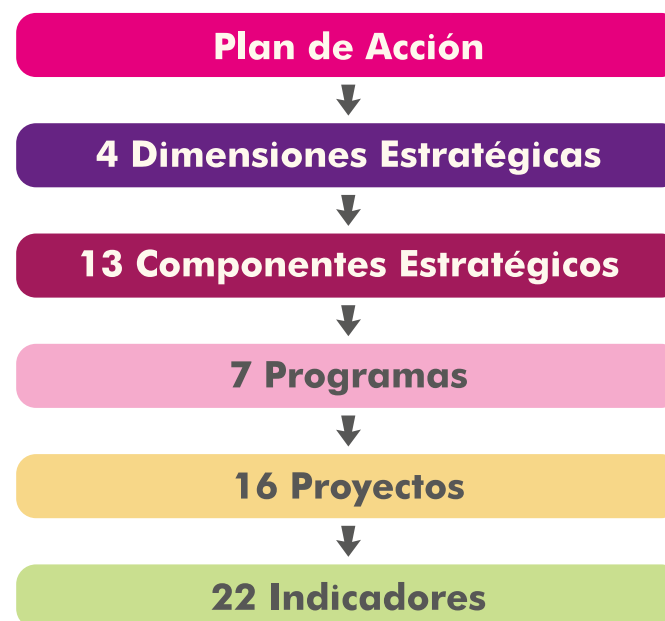 Plan de Acción
4 Dimensiones Estratégicas
13 Componentes Estratégicos
7 Programas
16 Proyectos
22 Indicadores